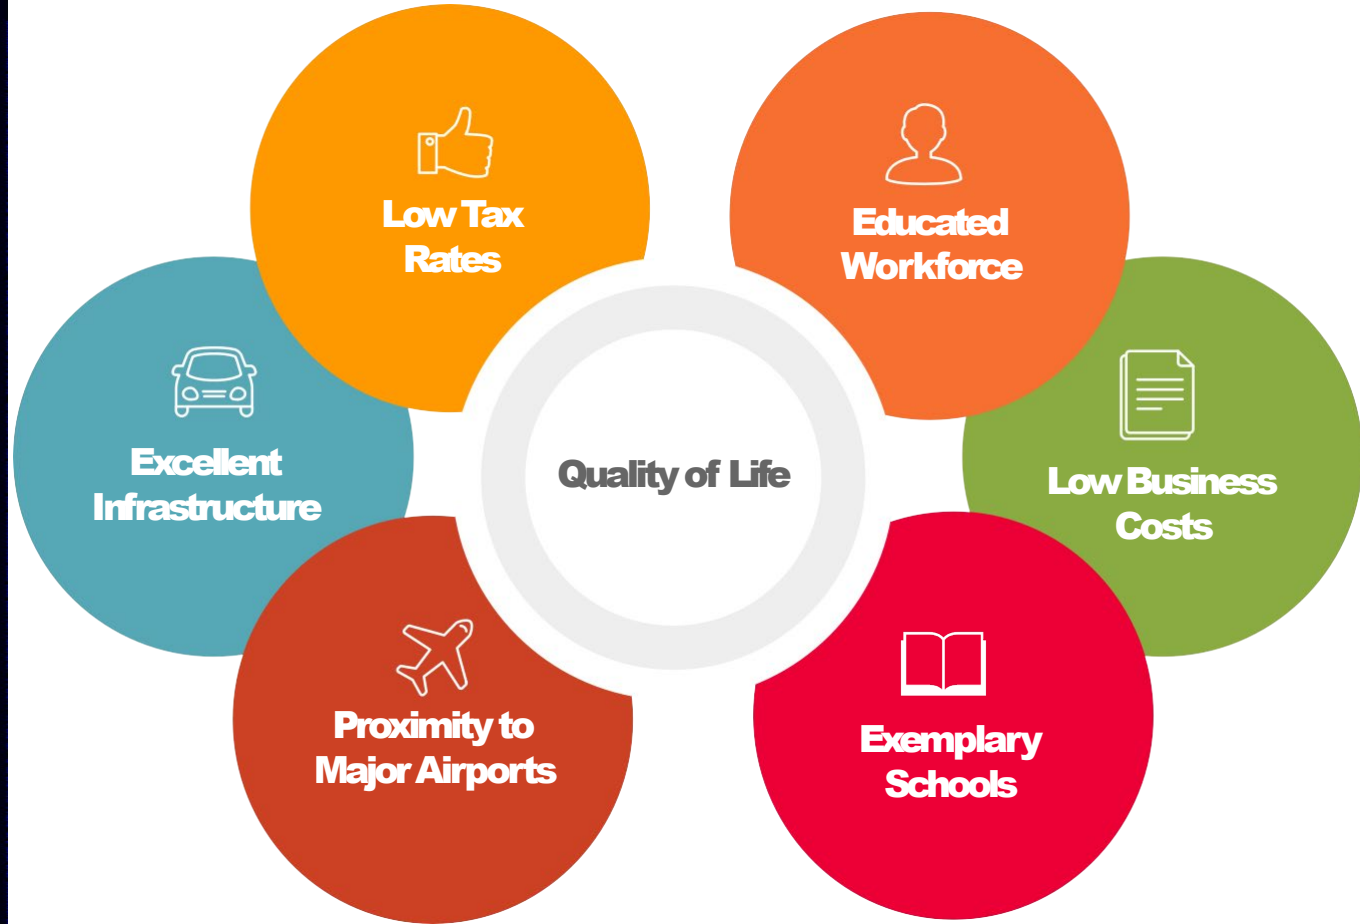 Low Tax
Rates
Educated
Workforce
Excellent
Infrastructure
Quality of Life
Low Business
Costs
Proximity to
Major Airports
Exemplary
Schools